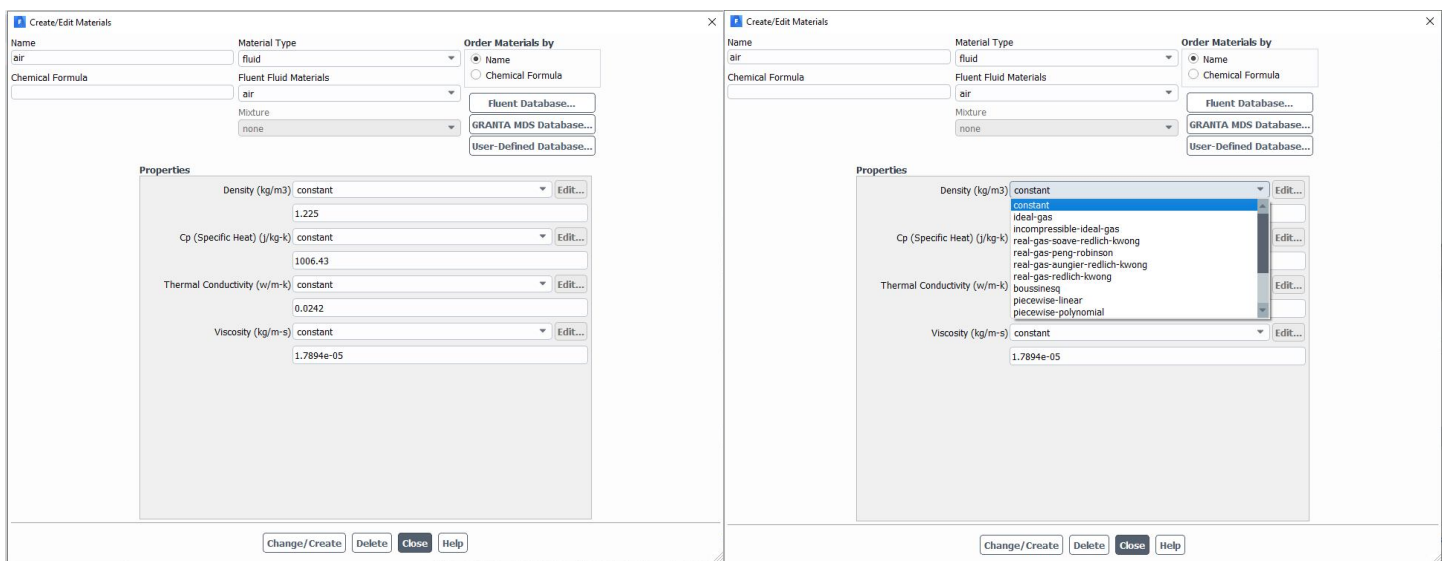 Create/Edit Materials
Name
air
Chemical Formula
Material Type
fluid
Fluent Fluid Materials
air
Mixture
none
Order Materials by
Name
Chemical Formula
Fluent Database...
GRANTA MDS Database...
User-Defined Database...
Properties
Density (kg/m3) constant Edit...
1.225
Cp (Specific Heat) (j/kg-k) constant Edit...
1006.43
Thermal Conductivity (w/m-k) constant Edit...
0.0242
Viscosity (kg/m-s) constant Edit...
1.7894e-05
Change/Create Delete Close Help
Create/Edit Materials
Name
air
Chemical Formula
Material Type
fluid
Fluent Fluid Materials
air
Mixture
none
Order Materials by
Name
Chemical Formula
Fluent Database...
GRANTA MDS Database...
User-Defined Database...
Properties
Density (kg/m3) constant Edit...
constant
ideal-gas
incompressible-ideal-gas
Cp (Specific Heat) (j/kg-k) real-gas-soave-redlich-kwong Edit...
real-gas-peng-robinson
real-gas-aungier-redlich-kwong
real-gas-redlich-kwong
Thermal Conductivity (w/m-k) boussinesq Edit...
piecewise-linear
piecewise-polynomial
Viscosity (kg/m-s) constant Edit...
1.7894e-05
Change/Create Delete Close Help